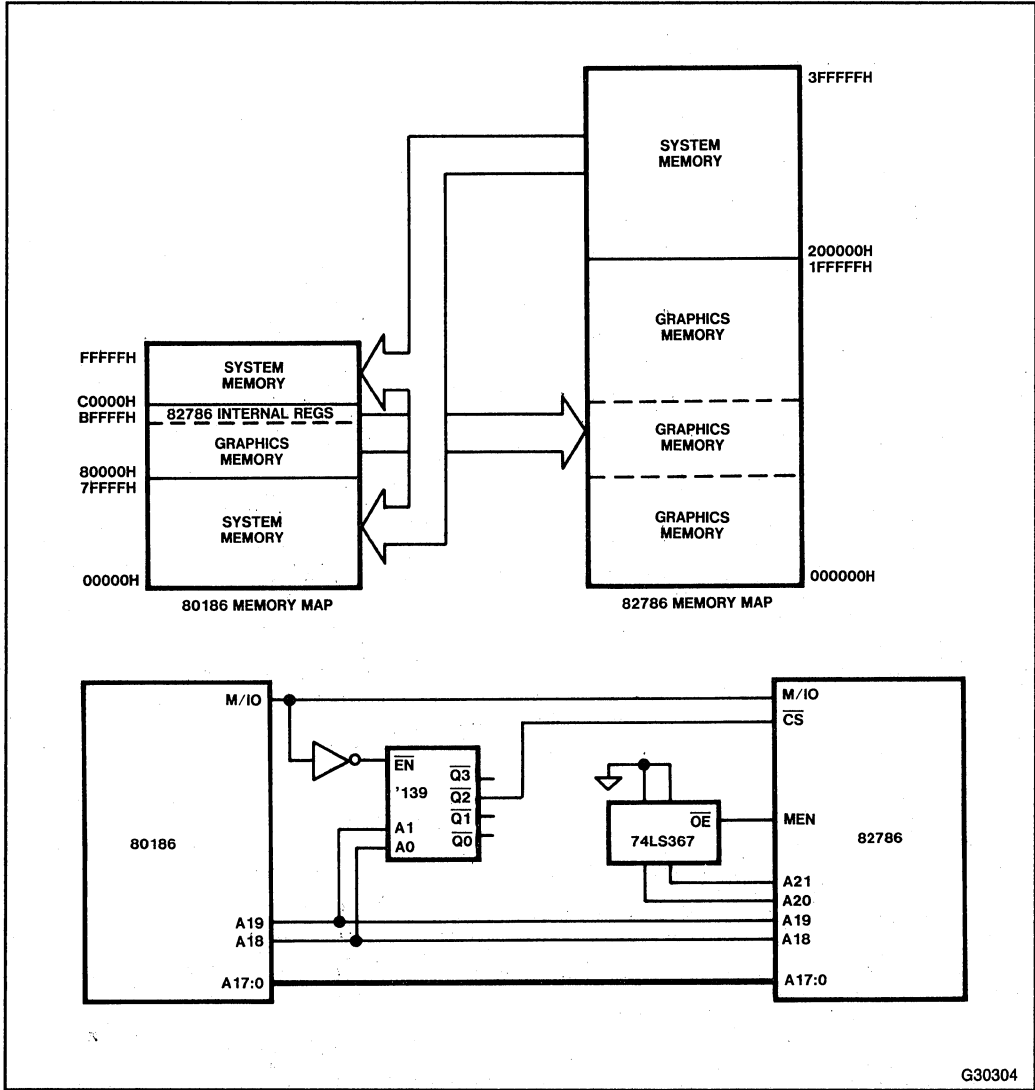 3FFFFFH
SYSTEM
MEMORY
200000H
1FFFFFH
GRAPHICS
MEMORY
GRAPHICS
MEMORY
GRAPHICS
MEMORY
000000H
82786 MEMORY MAP
FFFFFH
SYSTEM
MEMORY
C0000H
BFFFFH
82786 INTERNAL REGS
GRAPHICS
MEMORY
80000H
7FFFFH
SYSTEM
MEMORY
00000H
80186 MEMORY MAP
M/IO
80186
A19
A18
A17:0
EN
'139
A1
A0
Q3
Q2
Q1
Q0
OE
74LS367
M/IO
CS
MEN
82786
A21
A20
A19
A18
A17:0
G30304